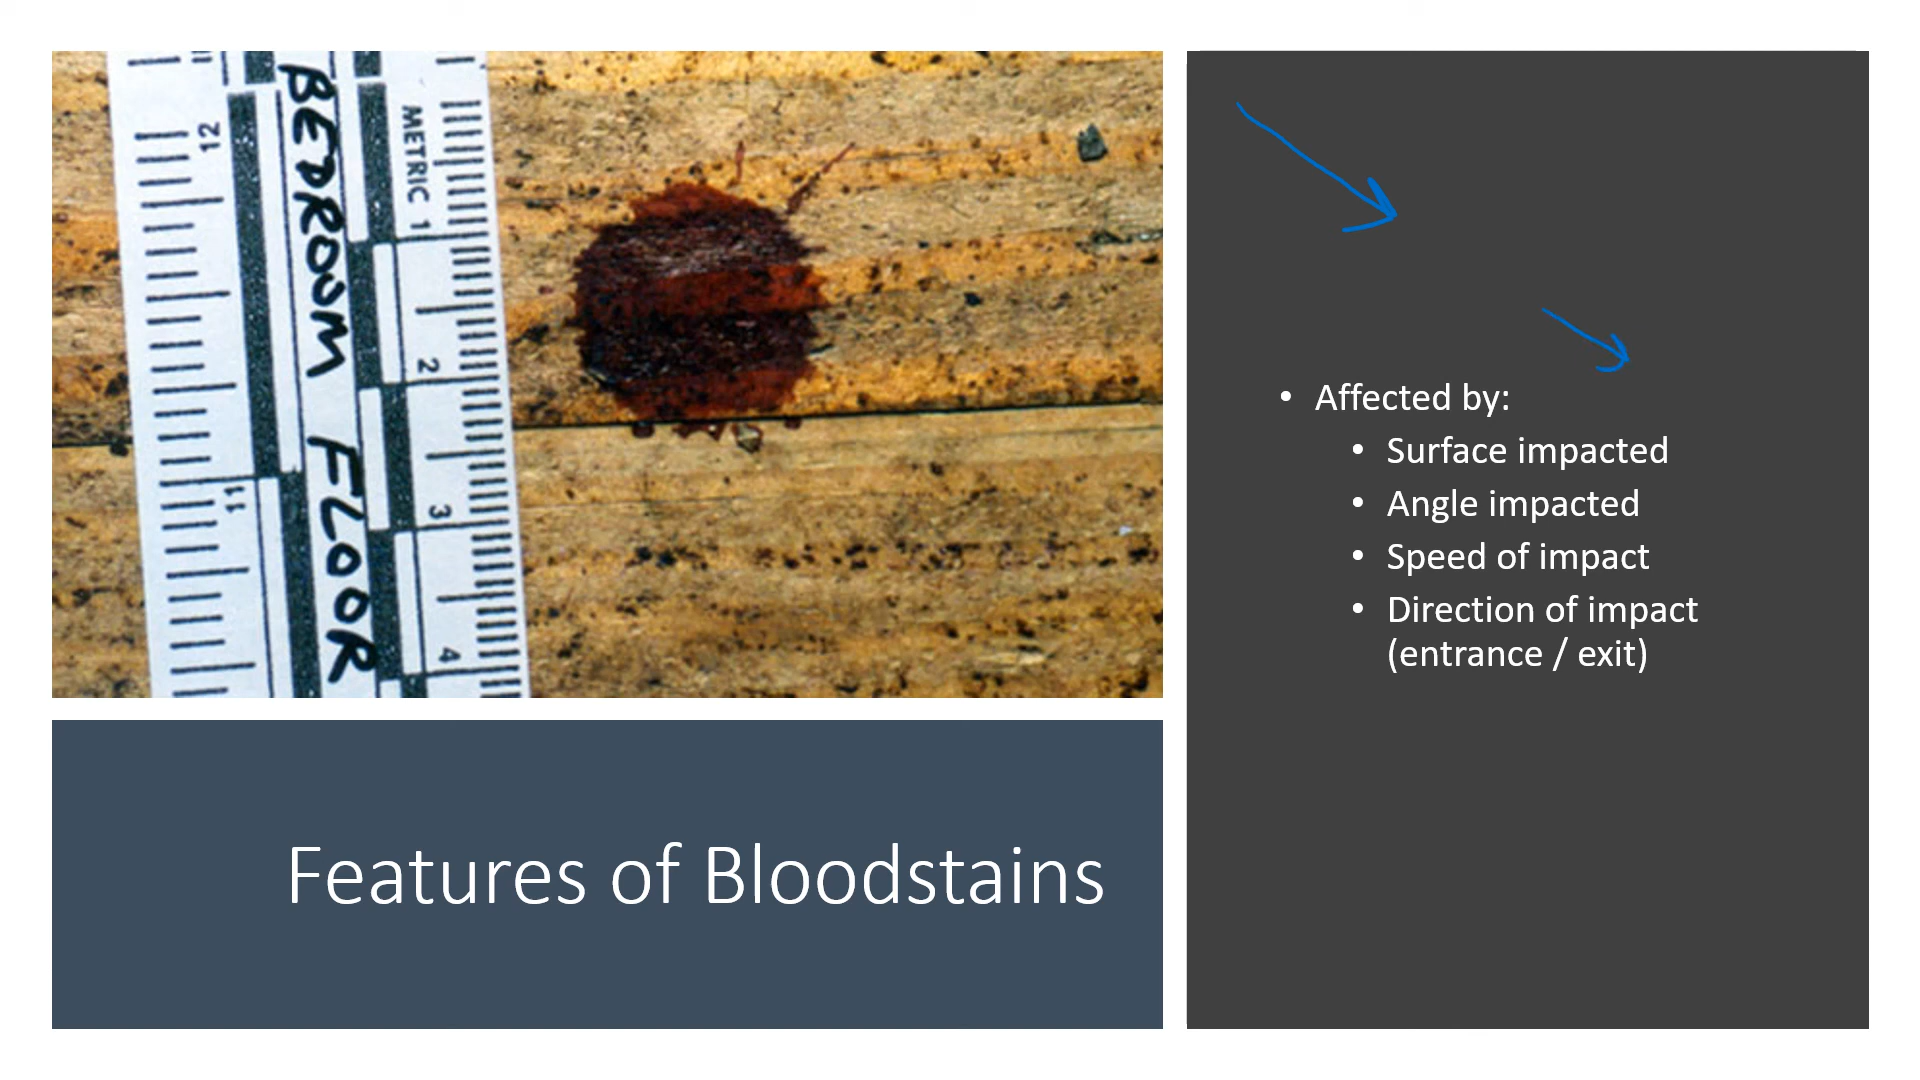 BEDROOM FLOOR
METRIC 1
2
3
4
12
11
Features of Bloodstains
• Affected by:
• Surface impacted
• Angle impacted
• Speed of impact
• Direction of impact
(entrance / exit)